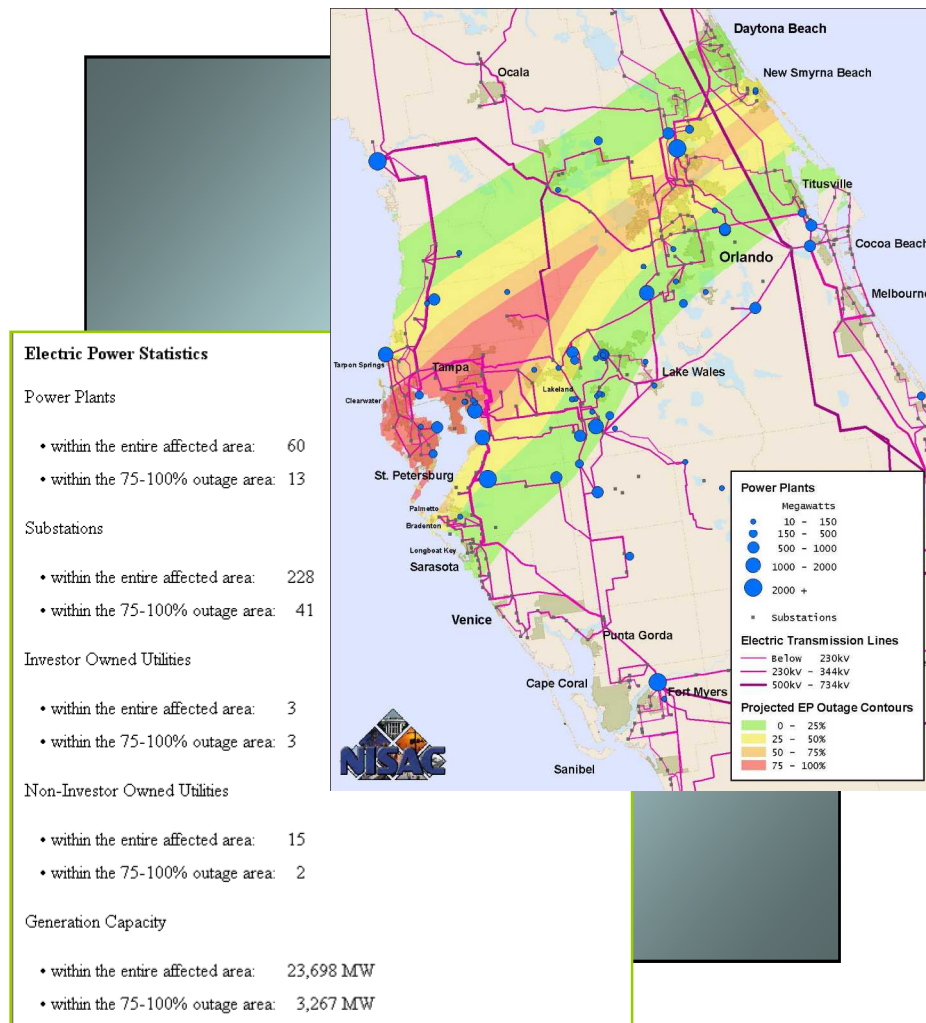 Daytona Beach
Ocala
New Smyrna Beach
Titusville
Cocoa Beach
Orlando
Melbourne
Tarpon Springs
Tampa
Lake Wales
Lakeland
Clearwater
St. Petersburg
Palmetto
Bradenton
Longboat Key
Sarasota
Venice
Punta Gorda
Cape Coral
Fort Myers
Sanibel
NISAC
Power Plants
Megawatts
10 - 150
150 - 500
500 - 1000
1000 - 2000
2000 +
Substations
Electric Transmission Lines
Below 230kv
230kv - 344kv
500kv - 734kv
Projected EP Outage Contours
0 - 25%
25 - 50%
50 - 75%
75 - 100%
Electric Power Statistics
Power Plants
• within the entire affected area: 60
• within the 75-100% outage area: 13
Substations
• within the entire affected area: 228
• within the 75-100% outage area: 41
Investor Owned Utilities
• within the entire affected area: 3
• within the 75-100% outage area: 3
Non-Investor Owned Utilities
• within the entire affected area: 15
• within the 75-100% outage area: 2
Generation Capacity
• within the entire affected area: 23,698 MW
• within the 75-100% outage area: 3,267 MW